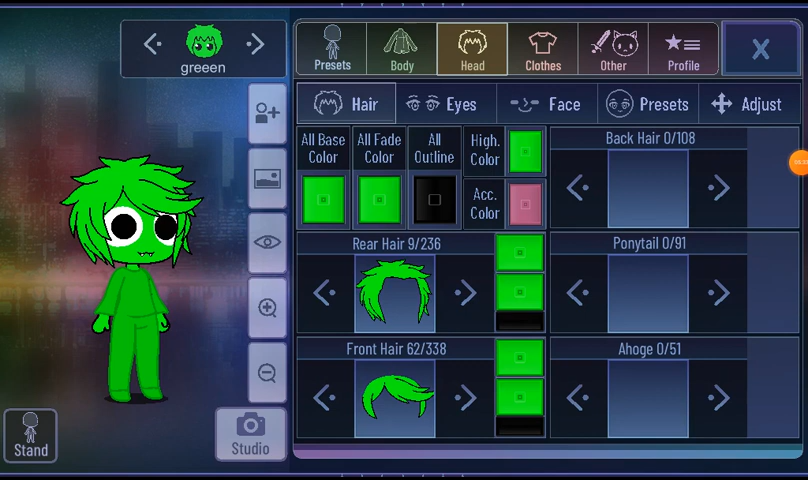 greeen
Presets
Body
Head
Clothes
Other
Profile
X
Hair
Eyes
Face
Presets
Adjust
All Base
Color
All Fade
Color
All
Outline
High.
Color
Acc.
Color
Back Hair 0/108
Rear Hair 9/236
Ponytail 0/91
Front Hair 62/338
Ahoge 0/51
Stand
Studio